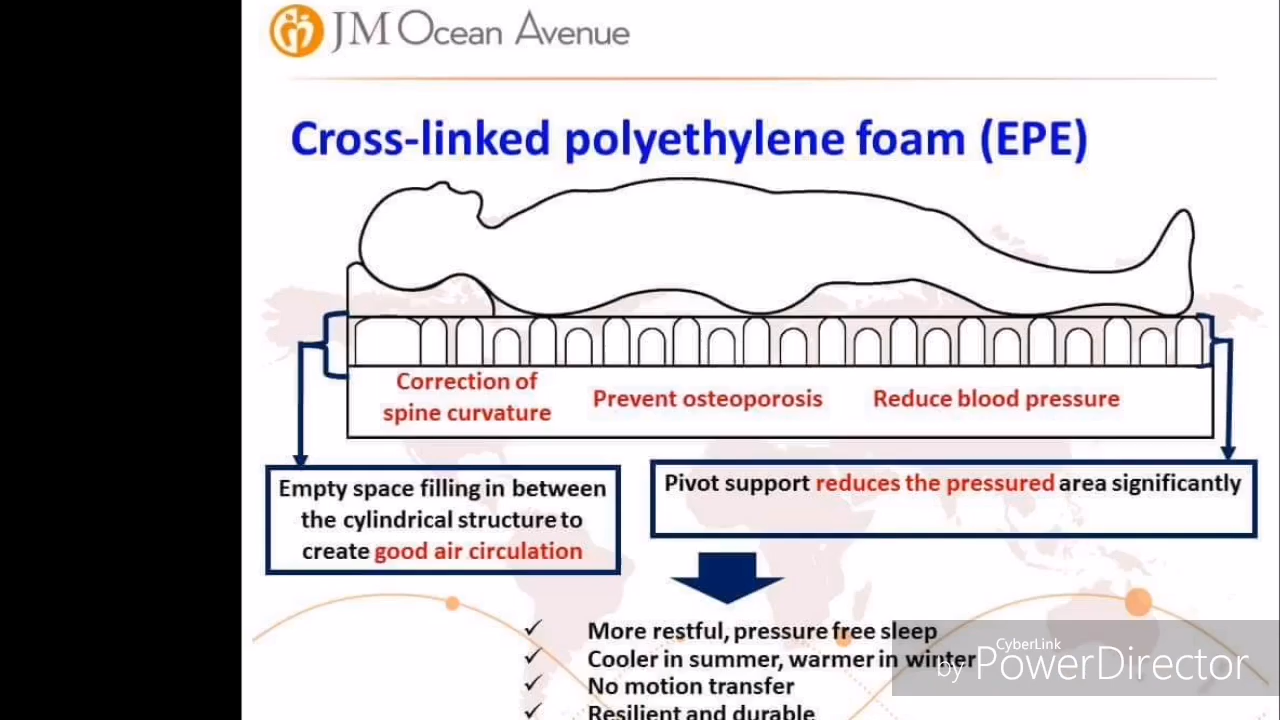 JM Ocean Avenue
Cross-linked polyethylene foam (EPE)
Correction of
spine curvature
Prevent osteoporosis
Reduce blood pressure
Empty space filling in between
the cylindrical structure to
create good air circulation
Pivot support reduces the pressured area significantly
✓ More restful, pressure free sleep
✓ Cooler in summer, warmer in winter
✓ No motion transfer
✓ Resilient and durable
CyberLink
by PowerDirector